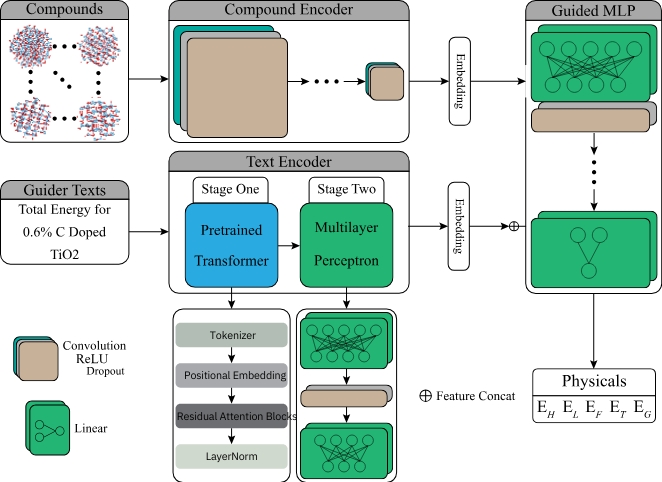 Compounds
Compound Encoder
Guided MLP
Embedding
Text Encoder
Guider Texts
Total Energy for
0.6% C Doped
TiO2
Stage One
Stage Two
Pretrained
Transformer
Multilayer
Perceptron
Embedding
Tokenizer
Positional Embedding
Residual Attention Blocks
LayerNorm
Convolution
ReLU
Dropout
Linear
⊕ Feature Concat
Physicals
E_H E_L E_F E_T E_G